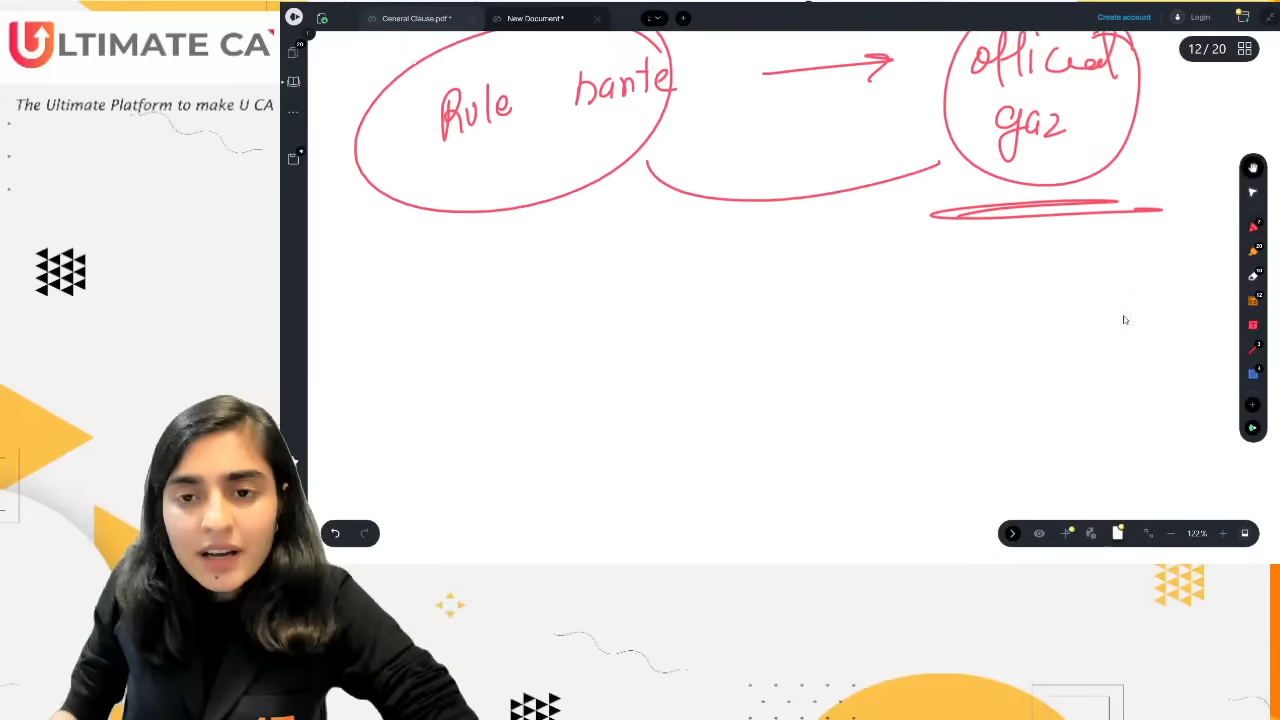 ULTIMATE CA
The Ultimate Platform to make U CA
General Clause.pdf *
New Document*
Create account
Login
12 / 20
Rule bante
official
gaz
122%